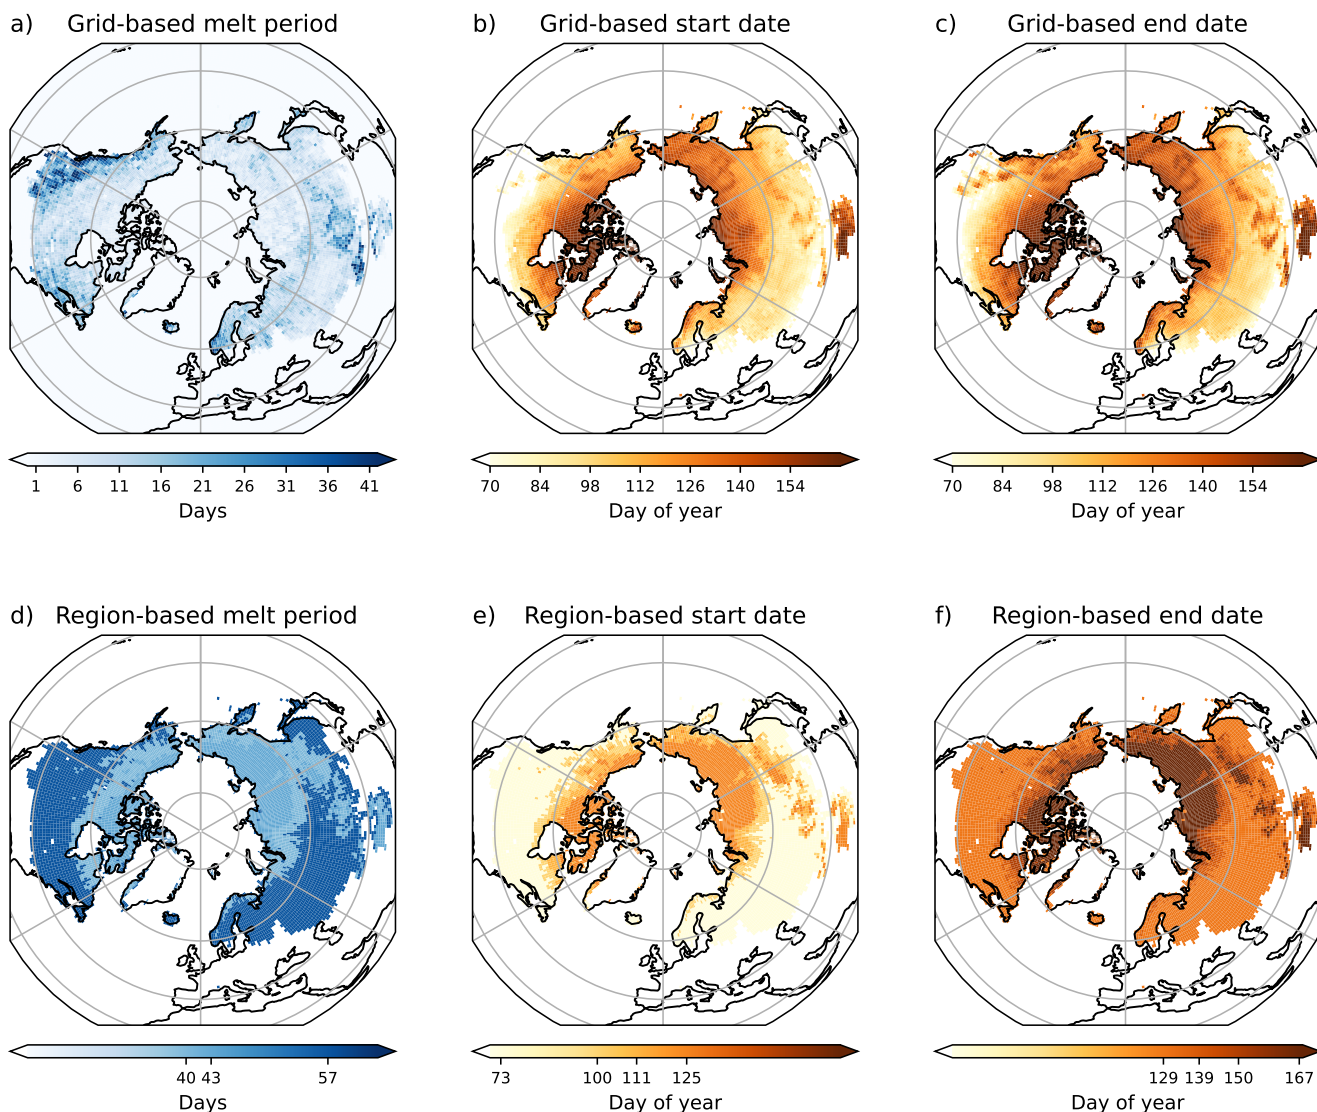 a) Grid-based melt period
b) Grid-based start date
c) Grid-based end date
1 6 11 16 21 26 31 36 41
Days
70 84 98 112 126 140 154
Day of year
70 84 98 112 126 140 154
Day of year
d) Region-based melt period
e) Region-based start date
f) Region-based end date
40 43 57
Days
73 100 111 125
Day of year
129 139 150 167
Day of year